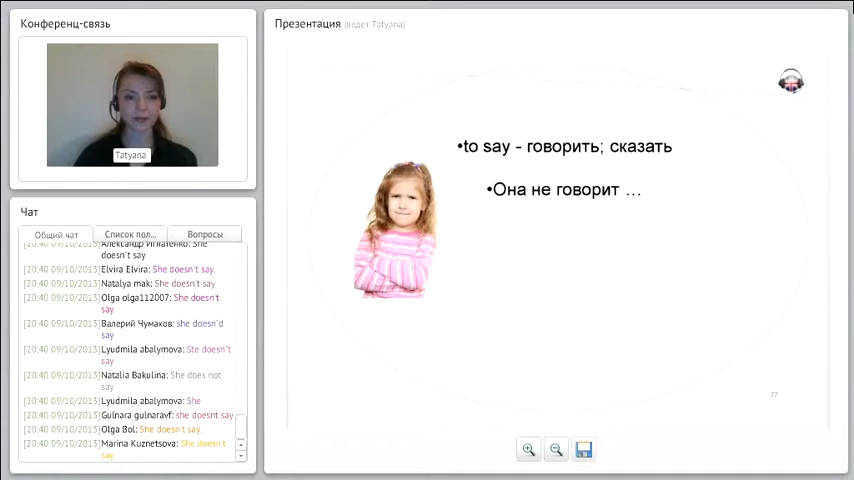 Конференц-связь
Tatyana
Чат
Общий чат
Список пол...
Вопросы
[20:40 09/10/2013]Александр Игнатенко: She
doesn't say
[20:40 09/10/2013]Elvira Elvira: She doesn't say.
[20:40 09/10/2013]Natalya mak: She doesn't say
[20:40 09/10/2013]Olga olga112007: She doesn't
say
[20:40 09/10/2013]Валерий Чумаков: she doesn`d
say
[20:40 09/10/2013]Lyudmila abalymova: Ste doesn"t
say
[20:40 09/10/2013]Natalia Bakulina: She does not
say
[20:40 09/10/2013]Lyudmila abalymova: She
[20:40 09/10/2013]Gulnara gulnaravf: she doesnt say
[20:40 09/10/2013]Olga Bol: She doesn't say.
[20:40 09/10/2013]Marina Kuznetsova: She doesn't
say
Презентация (ведет Tatyana)
•to say - говорить; сказать
•Она не говорит …
77